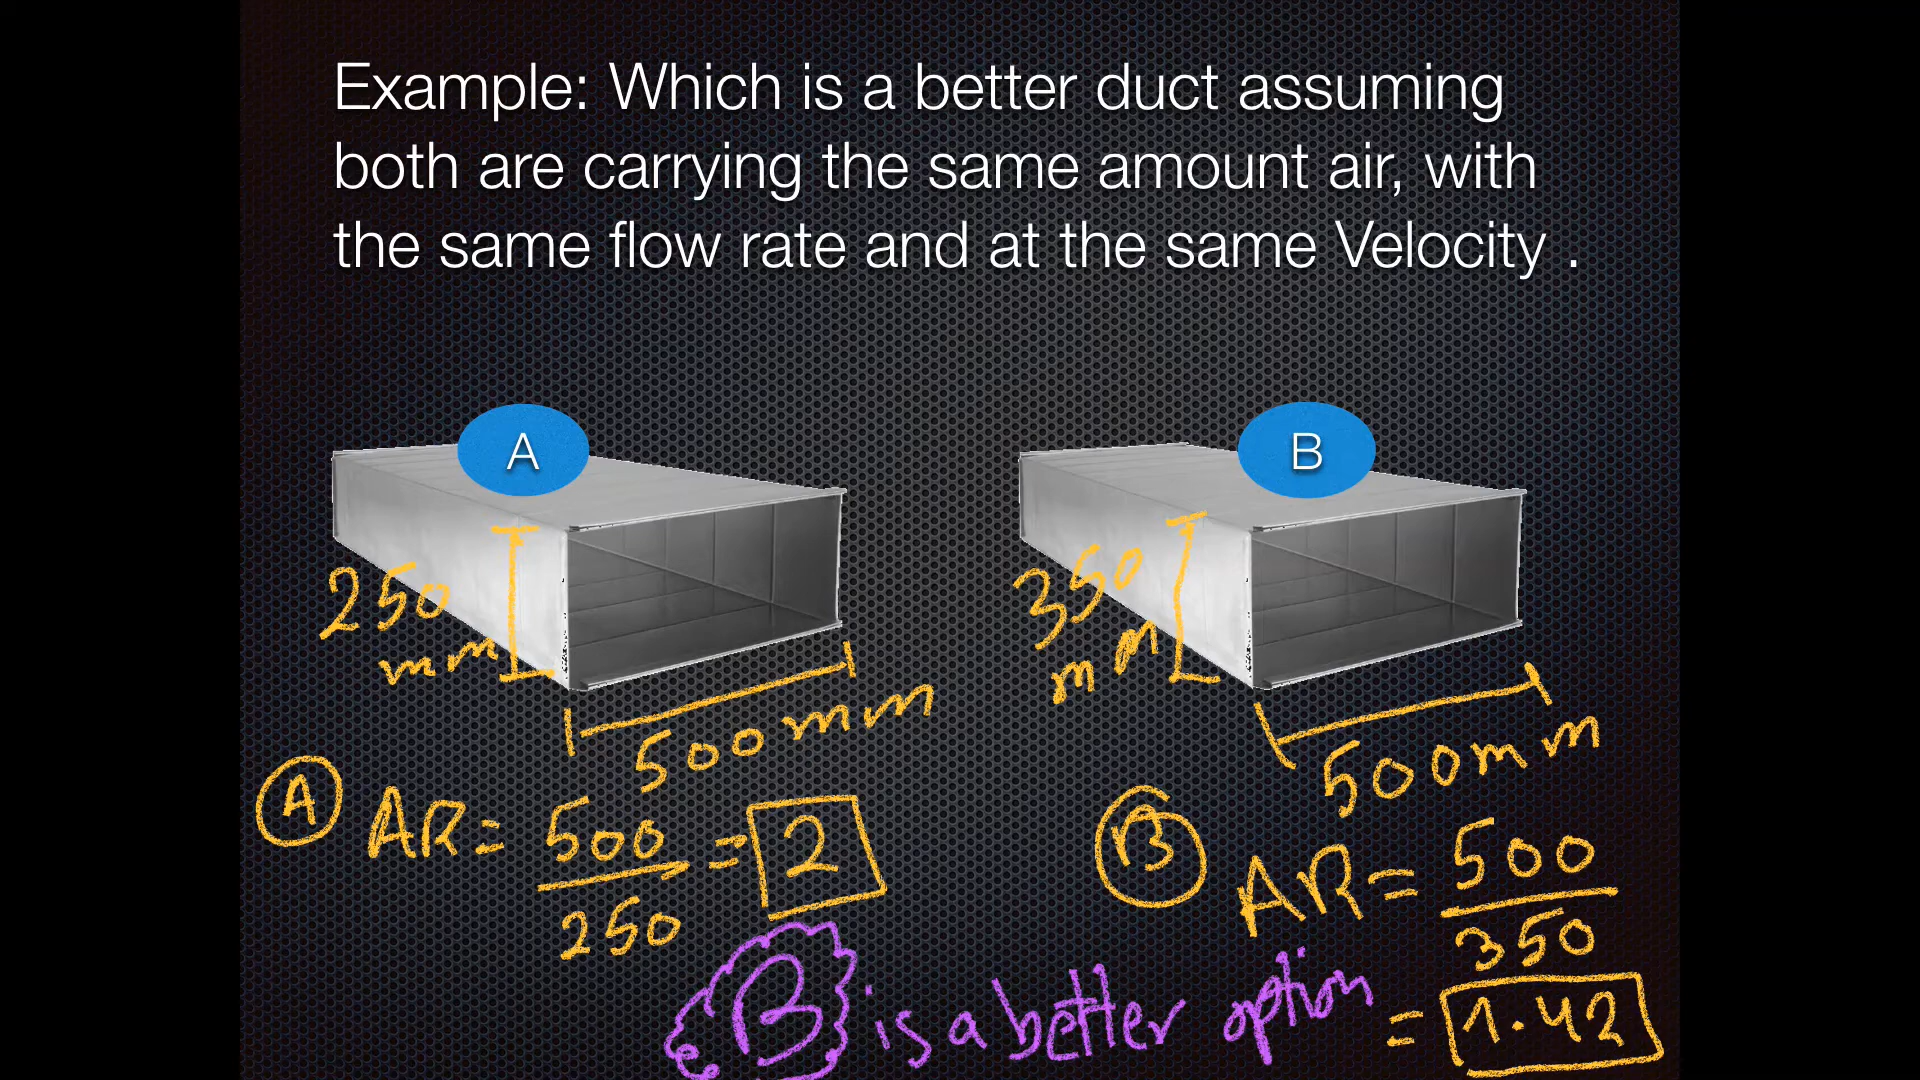 Example: Which is a better duct assuming
both are carrying the same amount air, with
the same flow rate and at the same Velocity .
A
B
250
mm
500mm
350
mm
500mm
A AR= 500/250 = 2
B AR= 500/350
= 1.42
B is a better option